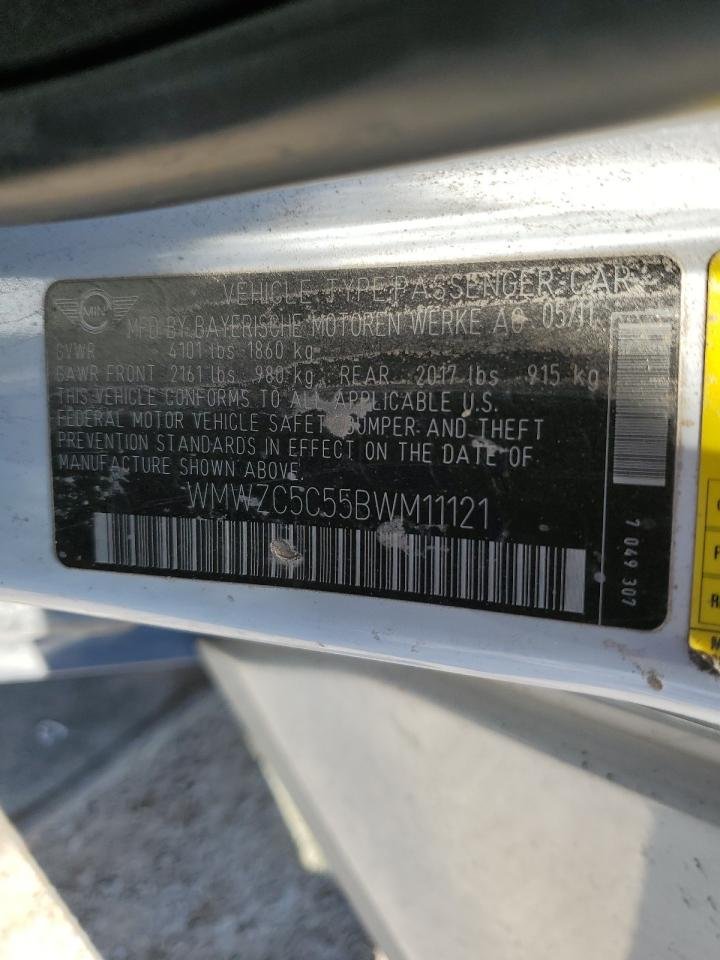 MINI
VEHICLE TYPE:PASSENGER CAR
MFD BY BAYERISCHE MOTOREN WERKE AG 05/11
GVWR 4101 lbs 1860 kg
GAWR FRONT 2161 lbs 980 kg REAR 2017 lbs 915 kg
THIS VEHICLE CONFORMS TO ALL APPLICABLE U.S.
FEDERAL MOTOR VEHICLE SAFETY BUMPER AND THEFT
PREVENTION STANDARDS IN EFFECT ON THE DATE OF
MANUFACTURE SHOWN ABOVE.
WMWZC5C55BWM11121
7 049 307